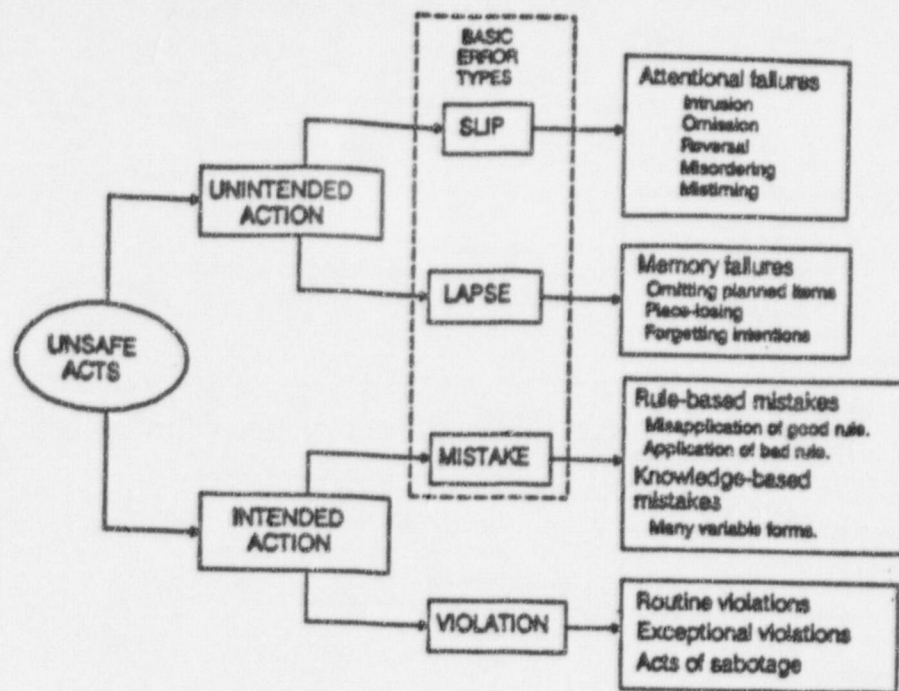 BASIC
ERROR
TYPES
SLIP
Attentional failures
Intrusion
Omission
Reversal
Misordering
Mistiming
UNINTENDED
ACTION
LAPSE
Memory failures
Omitting planned items
Place-losing
Forgetting intentions
UNSAFE
ACTS
MISTAKE
Rule-based mistakes
Misapplication of good rule.
Application of bad rule.
Knowledge-based
mistakes
Many variable forms.
INTENDED
ACTION
VIOLATION
Routine violations
Exceptional violations
Acts of sabotage